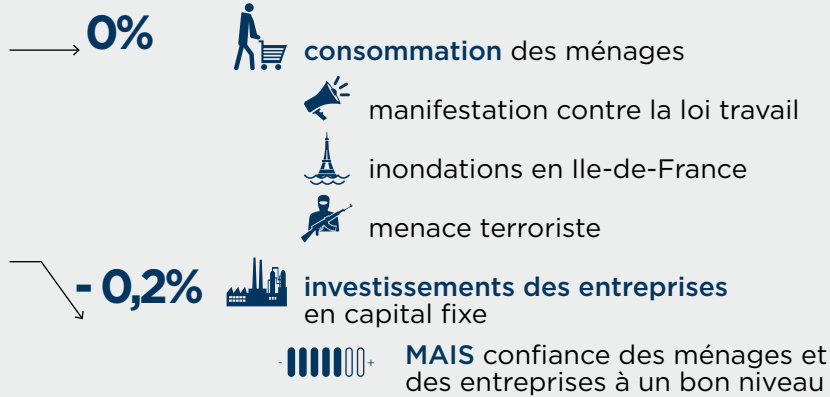 0%
consommation des ménages
manifestation contre la loi travail
inondations en Ile-de-France
menace terroriste
- 0,2%
investissements des entreprises
en capital fixe
- +
MAIS confiance des ménages et
des entreprises à un bon niveau